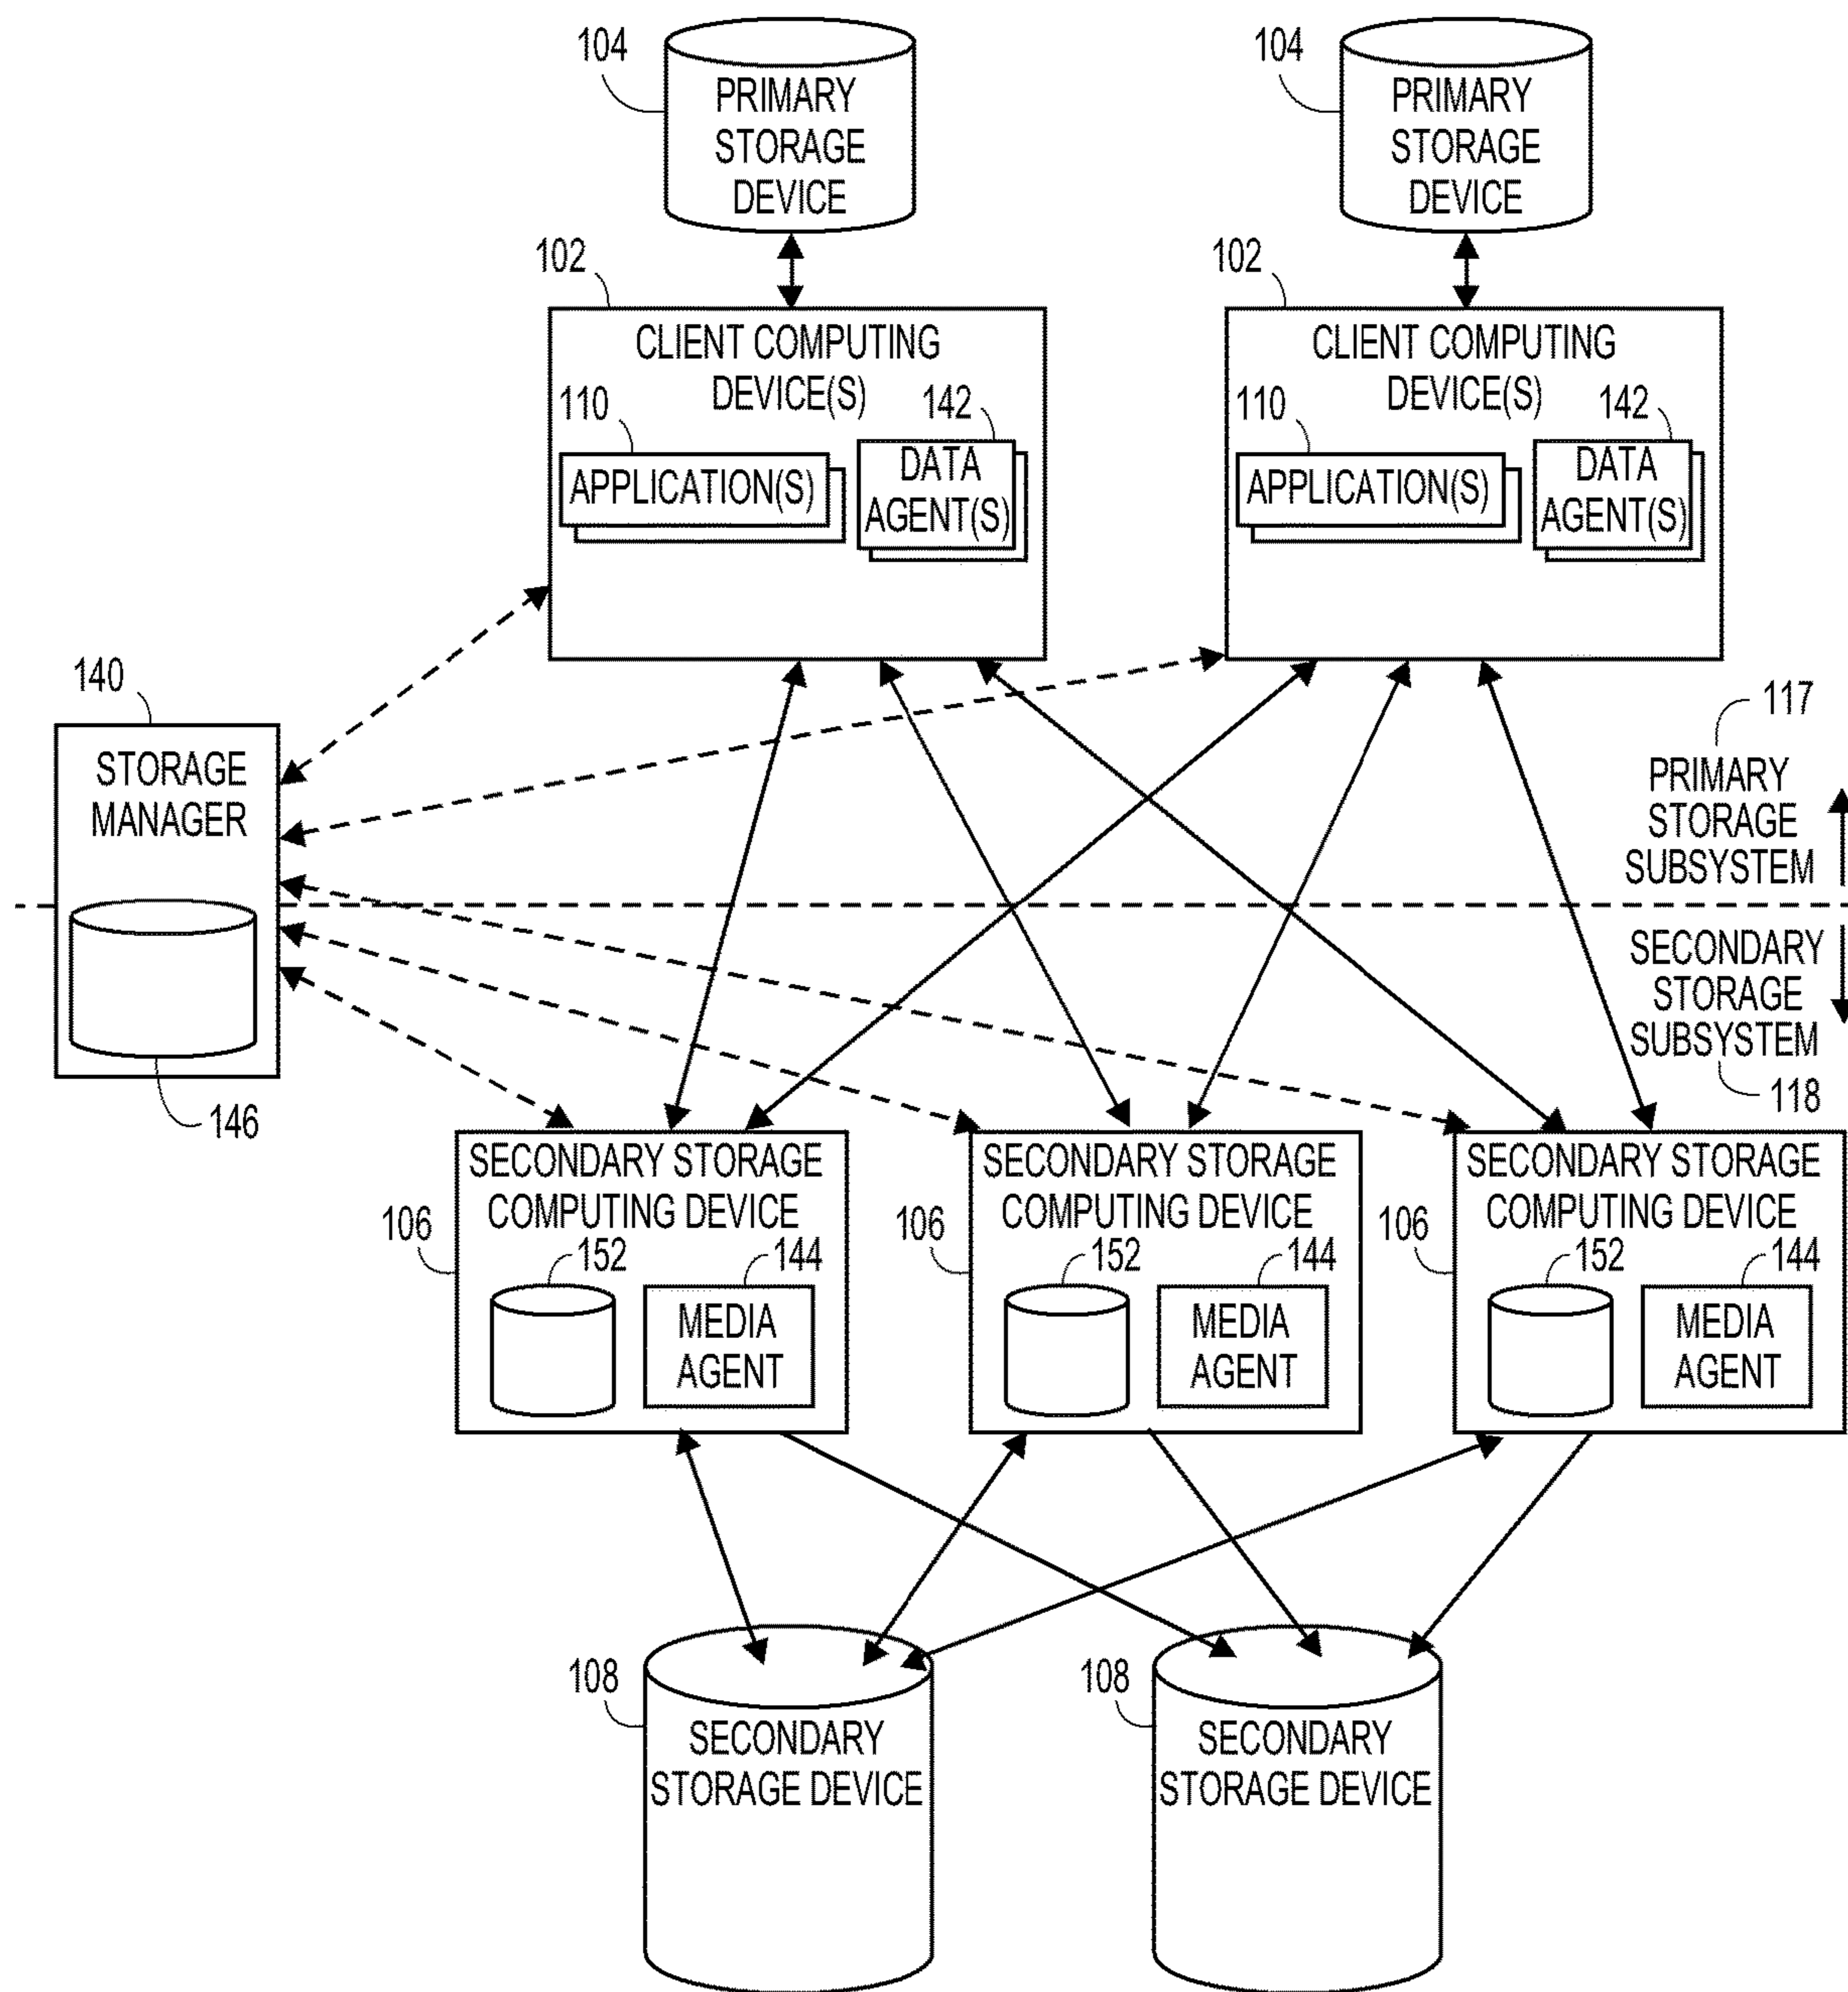 104
PRIMARY
STORAGE
DEVICE
104
PRIMARY
STORAGE
DEVICE
102
CLIENT COMPUTING
DEVICE(S)
110
142
APPLICATION(S)
DATA
AGENT(S)
102
CLIENT COMPUTING
DEVICE(S)
110
142
APPLICATION(S)
DATA
AGENT(S)
140
STORAGE
MANAGER
146
117
PRIMARY
STORAGE
SUBSYSTEM
SECONDARY
STORAGE
SUBSYSTEM
118
SECONDARY STORAGE
COMPUTING DEVICE
106
152
144
MEDIA
AGENT
SECONDARY STORAGE
COMPUTING DEVICE
106
152
144
MEDIA
AGENT
SECONDARY STORAGE
COMPUTING DEVICE
106
152
144
MEDIA
AGENT
108
SECONDARY
STORAGE DEVICE
108
SECONDARY
STORAGE DEVICE